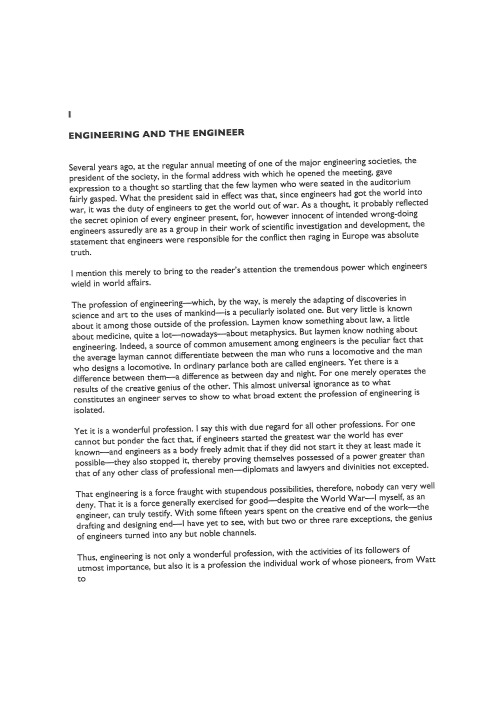 I
ENGINEERING AND THE ENGINEER
Several years ago, at the regular annual meeting of one of the major engineering societies, the
president of the society, in the formal address with which he opened the meeting, gave
expression to a thought so startling that the few laymen who were seated in the auditorium
fairly gasped. What the president said in effect was that, since engineers had got the world into
war, it was the duty of engineers to get the world out of war. As a thought, it probably reflected
the secret opinion of every engineer present, for, however innocent of intended wrong-doing
engineers assuredly are as a group in their work of scientific investigation and development, the
statement that engineers were responsible for the conflict then raging in Europe was absolute
truth.
I mention this merely to bring to the reader's attention the tremendous power which engineers
wield in world affairs.
The profession of engineering—which, by the way, is merely the adapting of discoveries in
science and art to the uses of mankind—is a peculiarly isolated one. But very little is known
about it among those outside of the profession. Laymen know something about law, a little
about medicine, quite a lot—nowadays—about metaphysics. But laymen know nothing about
engineering. Indeed, a source of common amusement among engineers is the peculiar fact that
the average layman cannot differentiate between the man who runs a locomotive and the man
who designs a locomotive. In ordinary parlance both are called engineers. Yet there is a
difference between them—a difference as between day and night. For one merely operates the
results of the creative genius of the other. This almost universal ignorance as to what
constitutes an engineer serves to show to what broad extent the profession of engineering is
isolated.
Yet it is a wonderful profession. I say this with due regard for all other professions. For one
cannot but ponder the fact that, if engineers started the greatest war the world has ever
known—and engineers as a body freely admit that if they did not start it they at least made it
possible—they also stopped it, thereby proving themselves possessed of a power greater than
that of any other class of professional men—diplomats and lawyers and divinities not excepted.
That engineering is a force fraught with stupendous possibilities, therefore, nobody can very well
deny. That it is a force generally exercised for good—despite the World War—I myself, as an
engineer, can truly testify. With some fifteen years spent on the creative end of the work—the
drafting and designing end—I have yet to see, with but two or three rare exceptions, the genius
of engineers turned into any but noble channels.
Thus, engineering is not only a wonderful profession, with the activities of its followers of
utmost importance, but also it is a profession the individual work of whose pioneers, from Watt
to